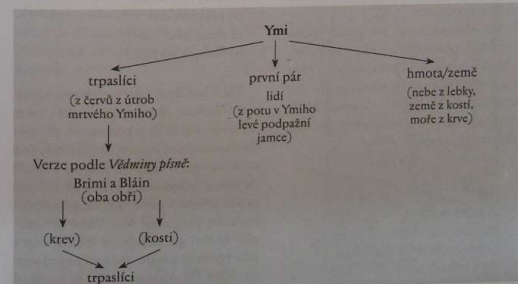 Ymi
trpaslíci
(z červů z útrob
mrtvého Ymiho)
první pár
lidí
(z potu v Ymiho
levé podpažní
jamce)
hmota/země
(nebe z lebky,
země z kostí,
moře z krve)
Verze podle Vědminy písně:
Brimi a Bláin
(oba obři)
(krev)
(kosti)
trpaslíci